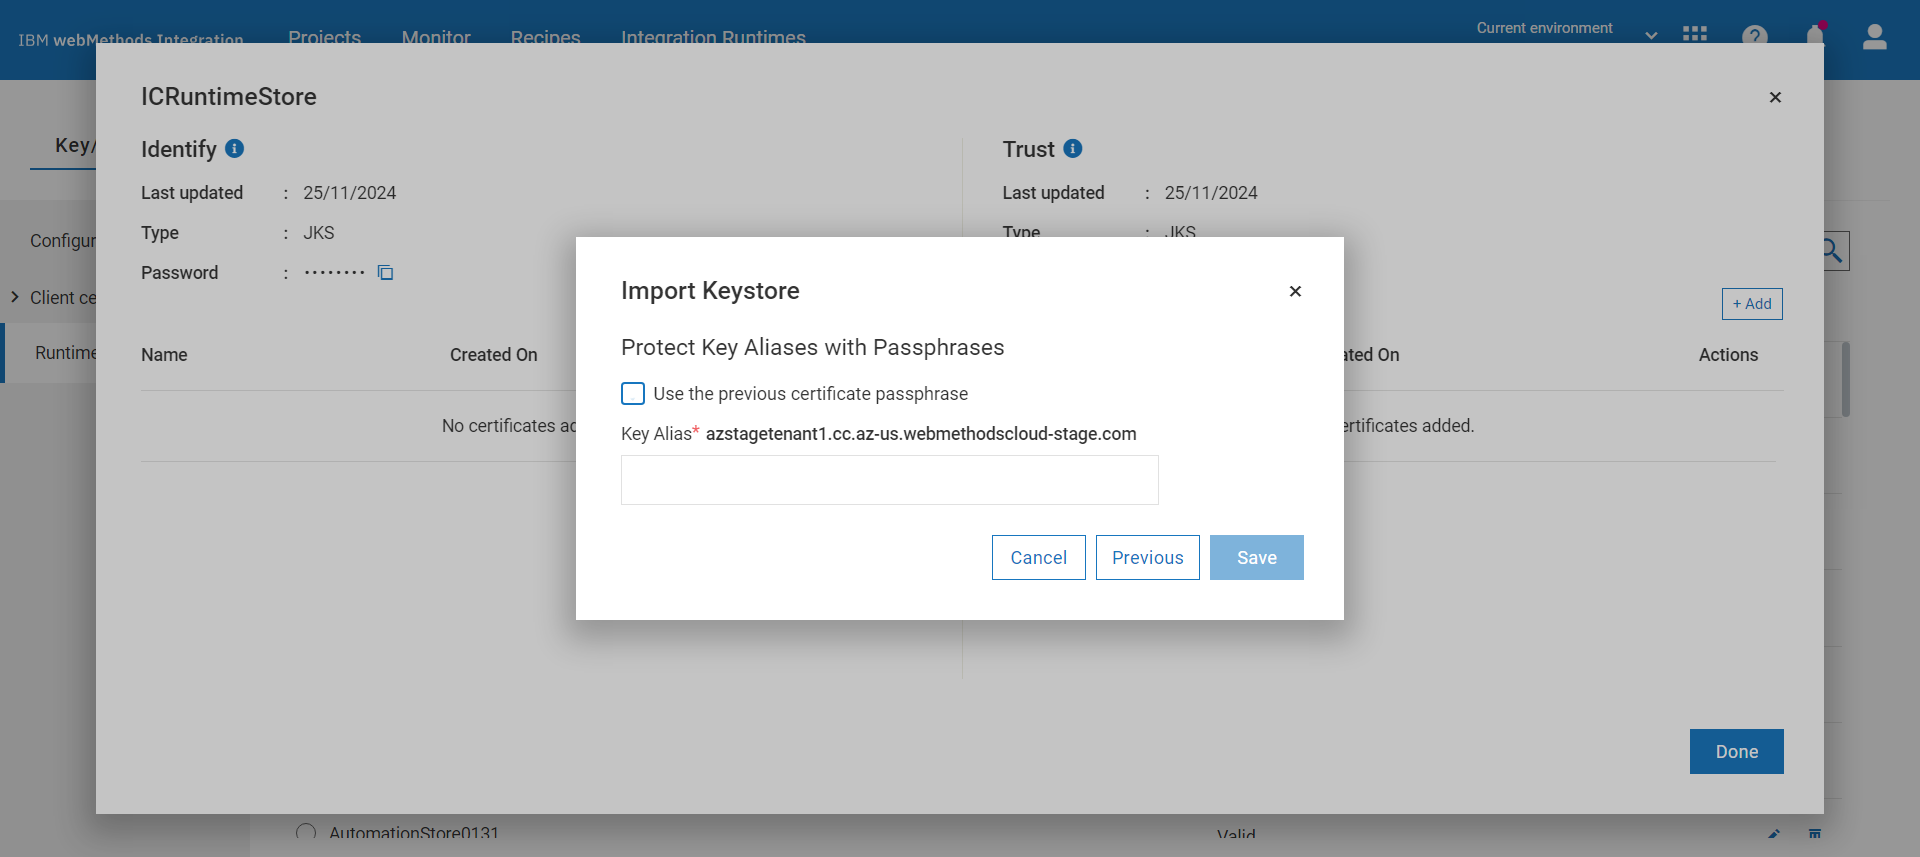 IBM webMethods Integration
Projects
Monitor
Recipes
Integration Runtimes
Current environment
ICRuntimeStore
Key/
Identify
Trust
Last updated : 25/11/2024
Last updated : 25/11/2024
Type : JKS
Type : JKS
Configur
Password : ••••••••
Import Keystore
Client ce
+ Add
Protect Key Aliases with Passphrases
Runtime
Name
Created On
ated On
Actions
Use the previous certificate passphrase
No certificates ad
Key Alias* azstagetenant1.cc.az-us.webmethodscloud-stage.com
ertificates added.
Cancel
Previous
Save
Done
AutomationStore0131
Valid